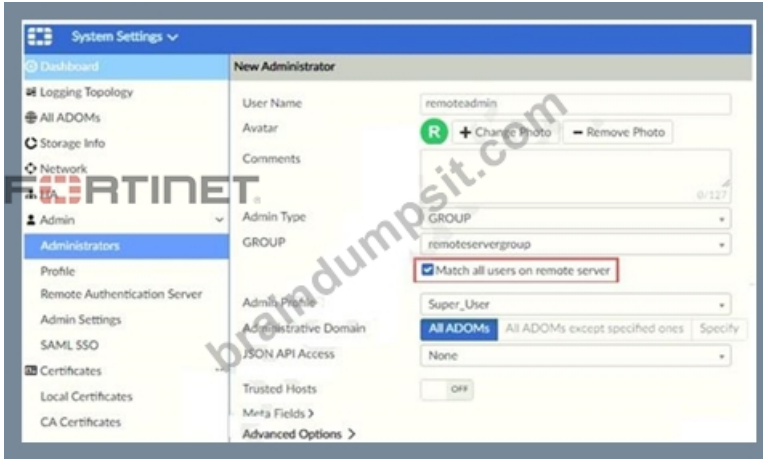 System Settings
Dashboard
Logging Topology
All ADOMs
Storage Info
Network
HA
Admin
Administrators
Profile
Remote Authentication Server
Admin Settings
SAML SSO
Certificates
Local Certificates
CA Certificates
FORTINET
New Administrator
User Name remoteadmin
Avatar R + Change Photo − Remove Photo
Comments
0/127
Admin Type GROUP
GROUP remoteservergroup
Match all users on remote server
Admin Profile Super_User
Administrative Domain All ADOMs All ADOMs except specified ones Specify
JSON API Access None
Trusted Hosts OFF
Meta Fields >
Advanced Options >
braindumpsit.com